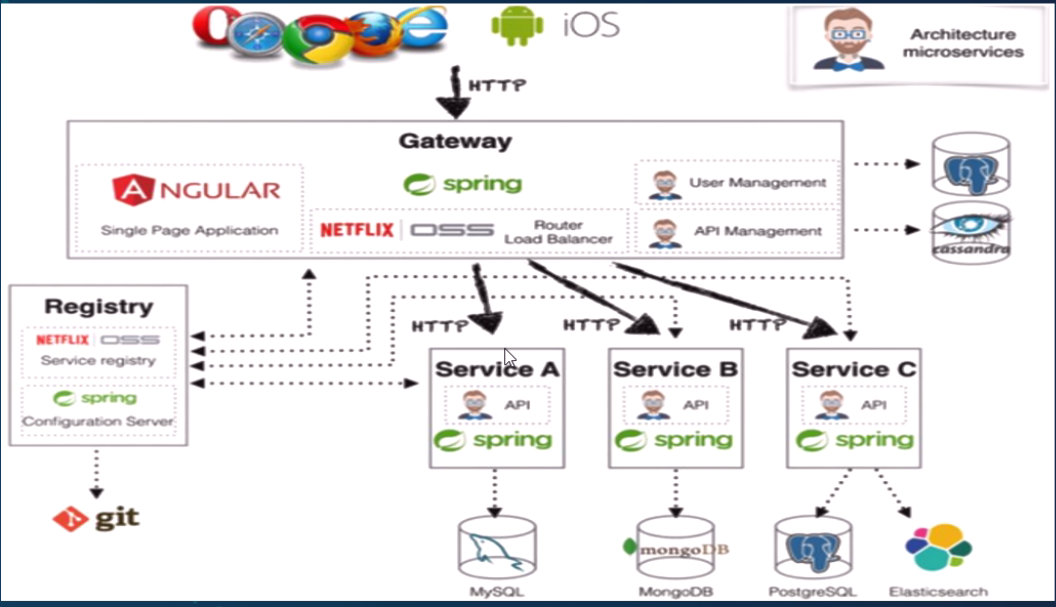 iOS
Architecture
microservices
HTTP
Gateway
ANGULAR
Single Page Application
spring
NETFLIX OSS
Router
Load Balancer
User Management
API Management
cassandra
Registry
NETFLIX OSS
Service registry
spring
Configuration Server
git
HTTP
HTTP
HTTP
Service A
API
spring
Service B
API
spring
Service C
API
spring
MySQL
mongoDB
MongoDB
PostgreSQL
Elasticsearch